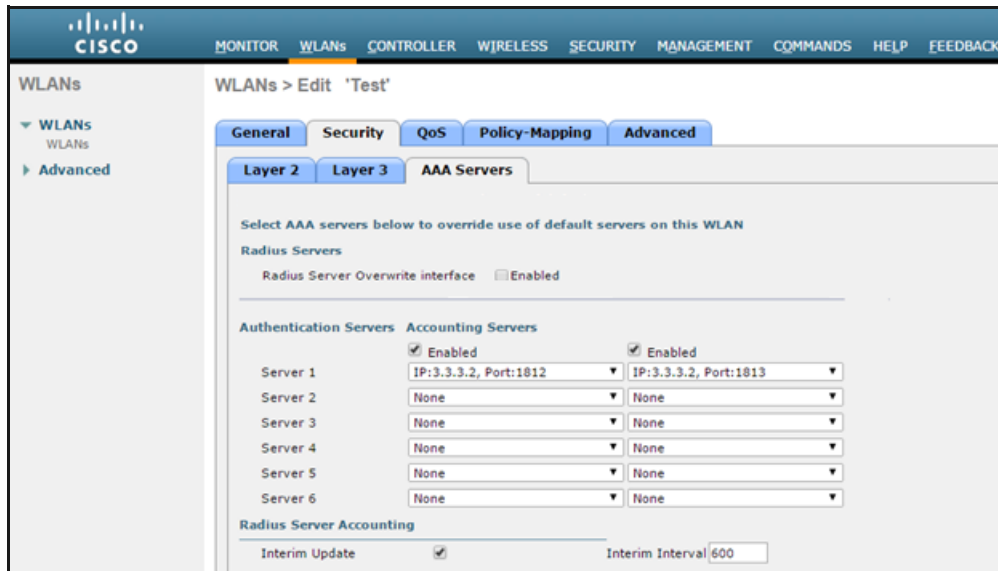 CISCO
MONITOR WLANs CONTROLLER WIRELESS SECURITY MANAGEMENT COMMANDS HELP FEEDBACK
WLANs
WLANs > Edit 'Test'
WLANs
WLANs
Advanced
General Security QoS Policy-Mapping Advanced
Layer 2 Layer 3 AAA Servers
Select AAA servers below to override use of default servers on this WLAN
Radius Servers
Radius Server Overwrite interface Enabled
Authentication Servers Accounting Servers
Enabled Enabled
Server 1 IP:3.3.3.2, Port:1812 IP:3.3.3.2, Port:1813
Server 2 None None
Server 3 None None
Server 4 None None
Server 5 None None
Server 6 None None
Radius Server Accounting
Interim Update Interim Interval 600